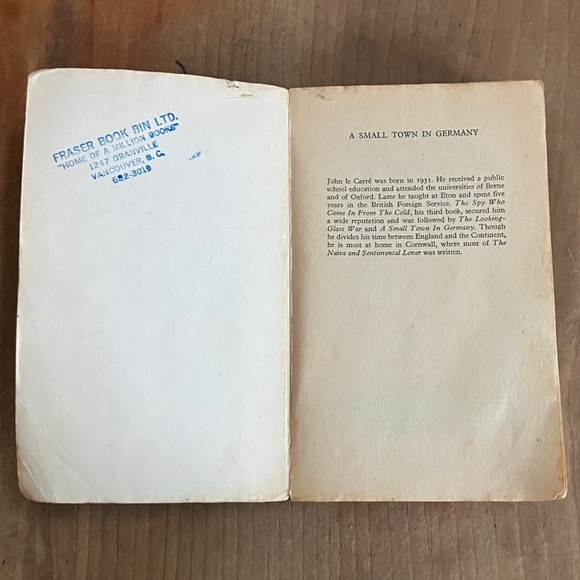 FRASER BOOK BIN LTD.
"HOME OF A MILLION BOOKS"
1247 GRANVILLE
VANCOUVER, B.C.
682-3019
A SMALL TOWN IN GERMANY
John le Carré was born in 1931. He received a public
school education and attended the universities of Berne
and of Oxford. Later he taught at Eton and spent five
years in the British Foreign Service. The Spy Who
Came In From The Cold, his third book, secured him
a wide reputation and was followed by The Looking-
Glass War and A Small Town In Germany. Though
he divides his time between England and the Continent,
he is most at home in Cornwall, where most of The
Naive and Sentimental Lover was written.